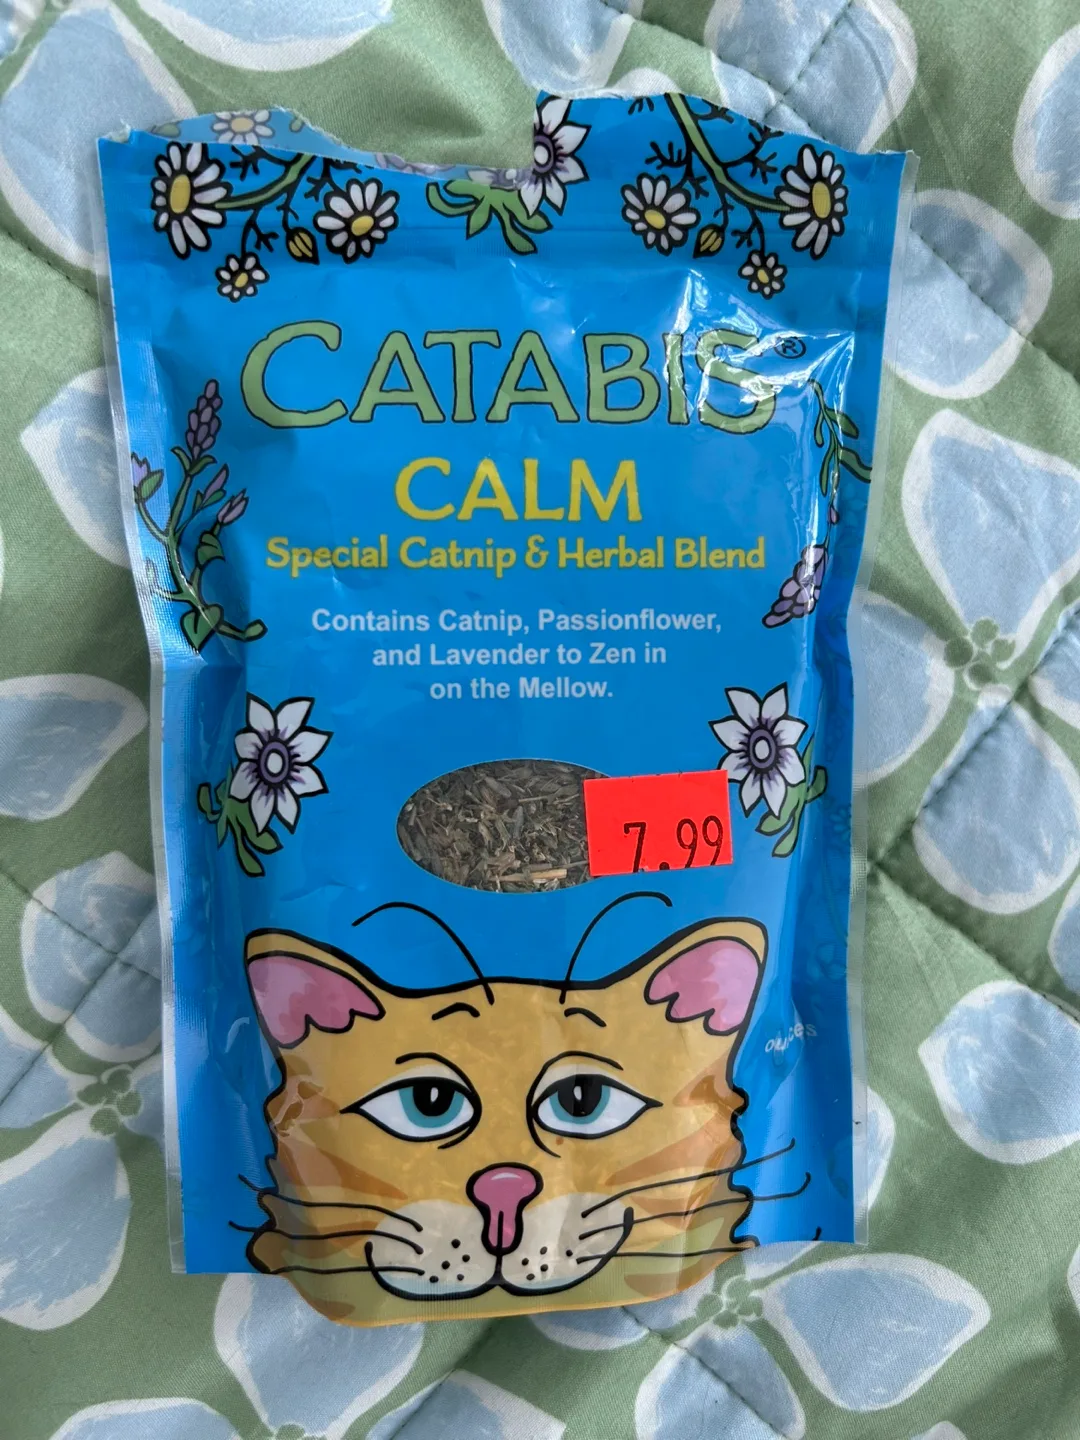 CATABIS®
CALM
Special Catnip & Herbal Blend
Contains Catnip, Passionflower,
and Lavender to Zen in
on the Mellow.
7.99
ounces